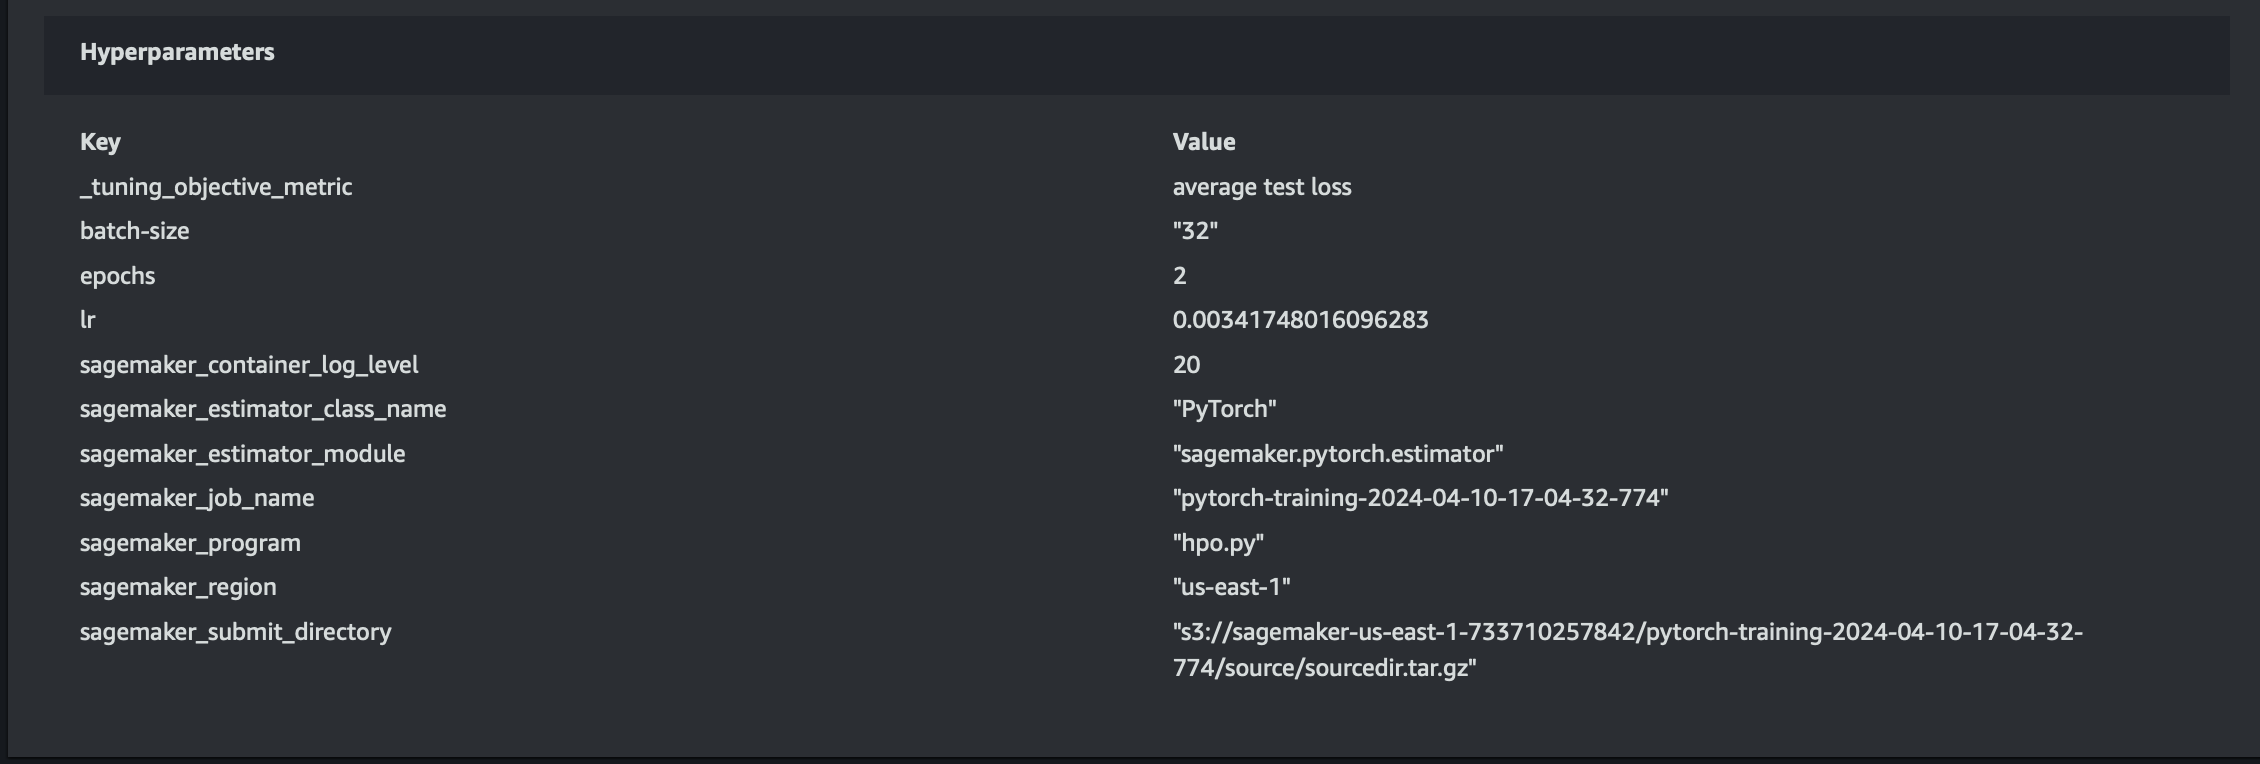 Hyperparameters
Key Value
_tuning_objective_metric average test loss
batch-size "32"
epochs 2
lr 0.00341748016096283
sagemaker_container_log_level 20
sagemaker_estimator_class_name "PyTorch"
sagemaker_estimator_module "sagemaker.pytorch.estimator"
sagemaker_job_name "pytorch-training-2024-04-10-17-04-32-774"
sagemaker_program "hpo.py"
sagemaker_region "us-east-1"
sagemaker_submit_directory "s3://sagemaker-us-east-1-733710257842/pytorch-training-2024-04-10-17-04-32-
774/source/sourcedir.tar.gz"